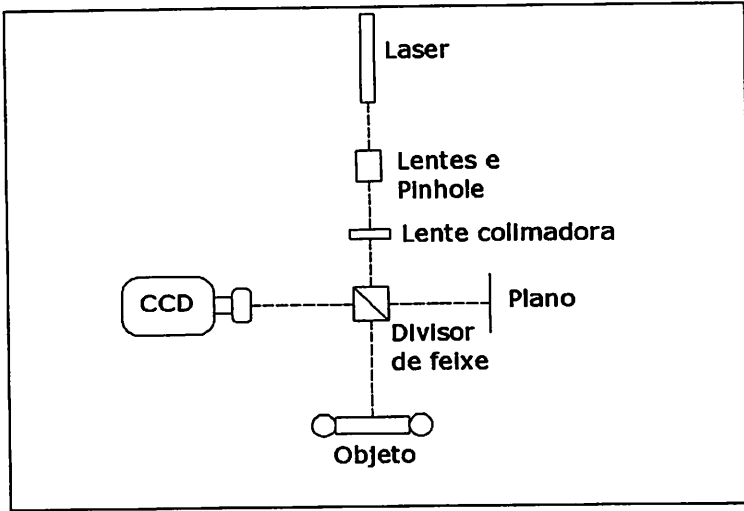 Laser
Lentes e
Pinhole
Lente colimadora
CCD
Plano
Divisor
de feixe
Objeto